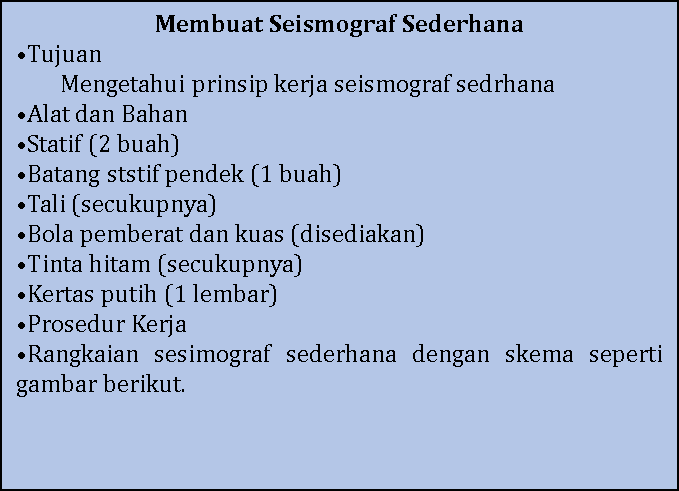 Membuat Seismograf Sederhana
•Tujuan
Mengetahui prinsip kerja seismograf sedrhana
•Alat dan Bahan
•Statif (2 buah)
•Batang ststif pendek (1 buah)
•Tali (secukupnya)
•Bola pemberat dan kuas (disediakan)
•Tinta hitam (secukupnya)
•Kertas putih (1 lembar)
•Prosedur Kerja
•Rangkaian sesimograf sederhana dengan skema seperti
gambar berikut.